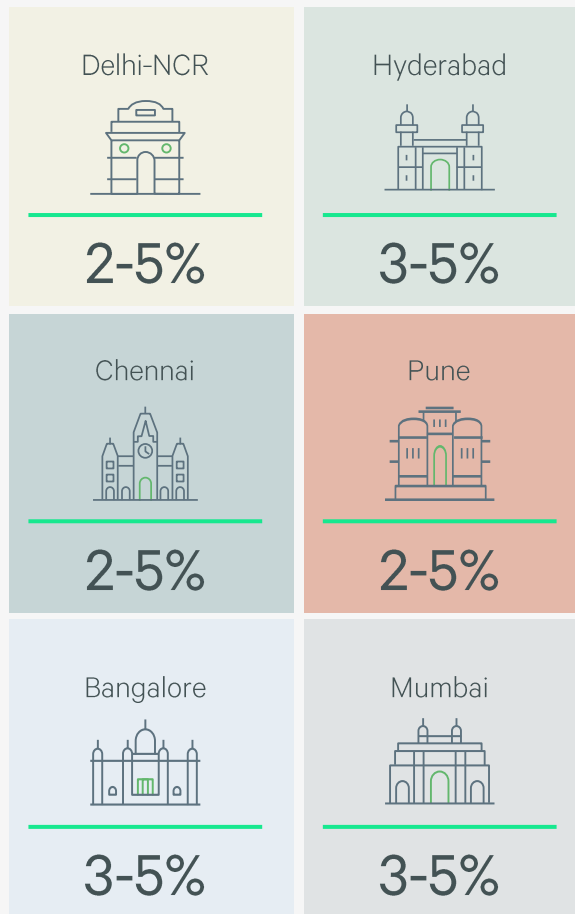 Delhi-NCR
2-5%
Hyderabad
3-5%
Chennai
2-5%
Pune
2-5%
Bangalore
3-5%
Mumbai
3-5%